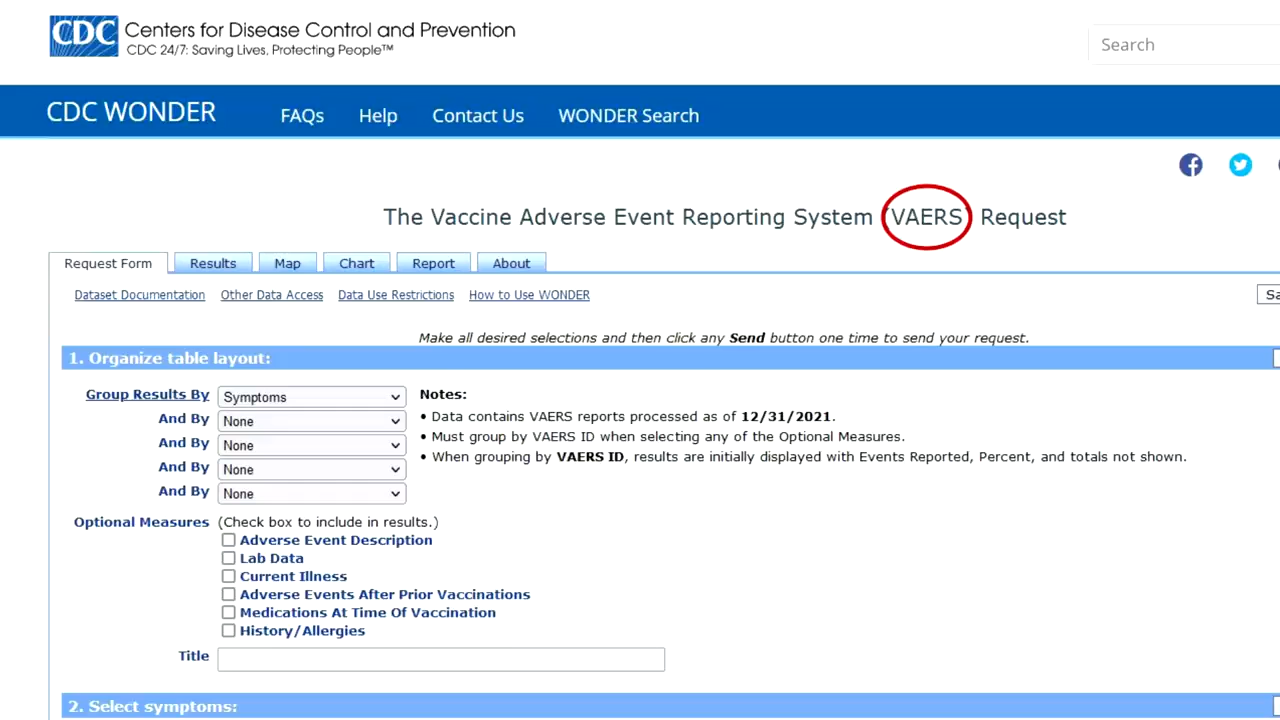 CDC Centers for Disease Control and Prevention
CDC 24/7: Saving Lives, Protecting People™
Search
CDC WONDER FAQs Help Contact Us WONDER Search
The Vaccine Adverse Event Reporting System (VAERS) Request
Request Form Results Map Chart Report About
Dataset Documentation Other Data Access Data Use Restrictions How to Use WONDER
Make all desired selections and then click any Send button one time to send your request.
1. Organize table layout:
Group Results By Symptoms
And By None
And By None
And By None
And By None
Notes:
• Data contains VAERS reports processed as of 12/31/2021.
• Must group by VAERS ID when selecting any of the Optional Measures.
• When grouping by VAERS ID, results are initially displayed with Events Reported, Percent, and totals not shown.
Optional Measures (Check box to include in results.)
Adverse Event Description
Lab Data
Current Illness
Adverse Events After Prior Vaccinations
Medications At Time Of Vaccination
History/Allergies
Title
2. Select symptoms: